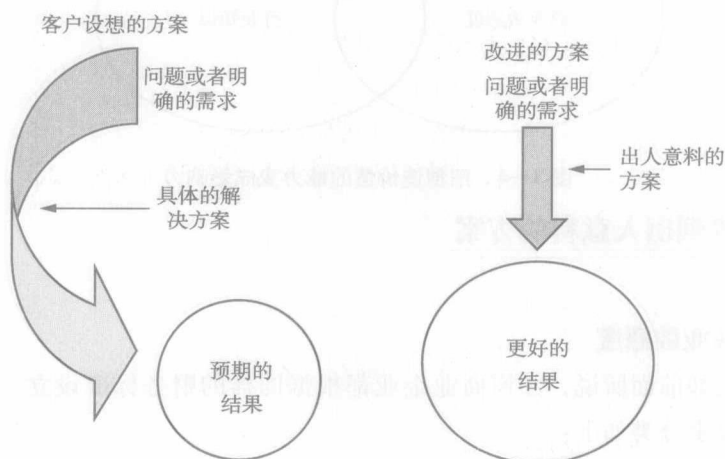 客户设想的方案
问题或者明
确的需求
具体的解
决方案
预期的
结果
改进的方案
问题或者明
确的需求
出人意料的
方案
更好的
结果